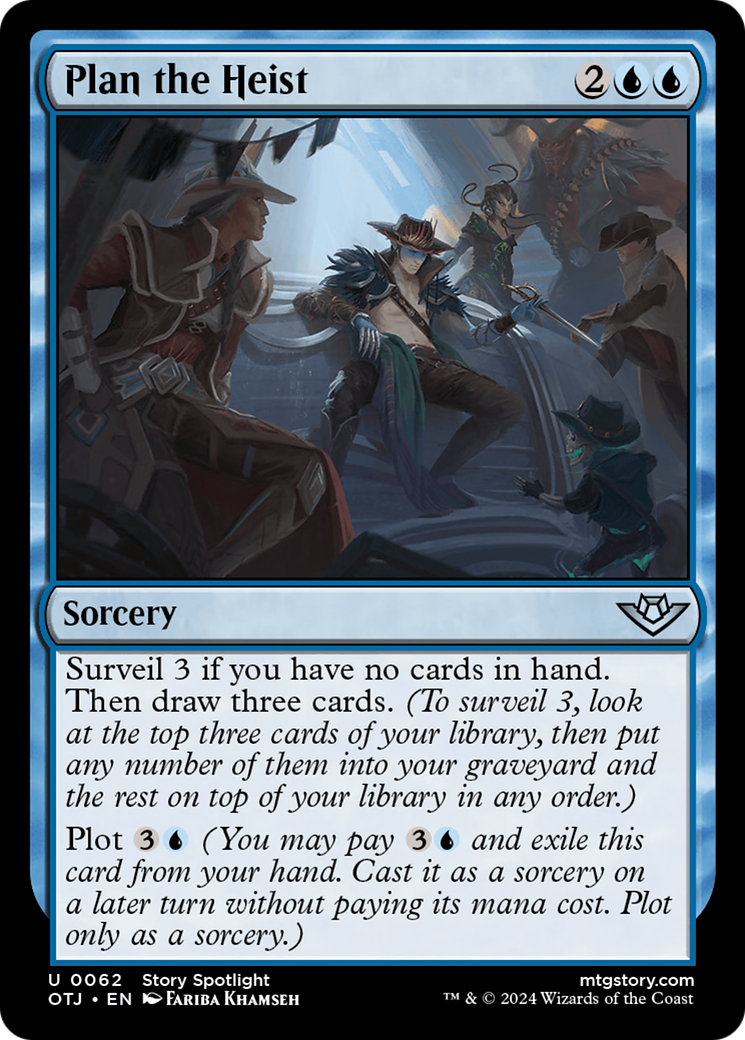 Plan the Heist 2
Sorcery
Surveil 3 if you have no cards in hand.
Then draw three cards. (To surveil 3, look
at the top three cards of your library, then put
any number of them into your graveyard and
the rest on top of your library in any order.)
Plot 3 (You may pay 3 and exile this
card from your hand. Cast it as a sorcery on
a later turn without paying its mana cost. Plot
only as a sorcery.)
U 0062 Story Spotlight mtgstory.com
OTJ • EN Fariba Khamseh ™ & © 2024 Wizards of the Coast